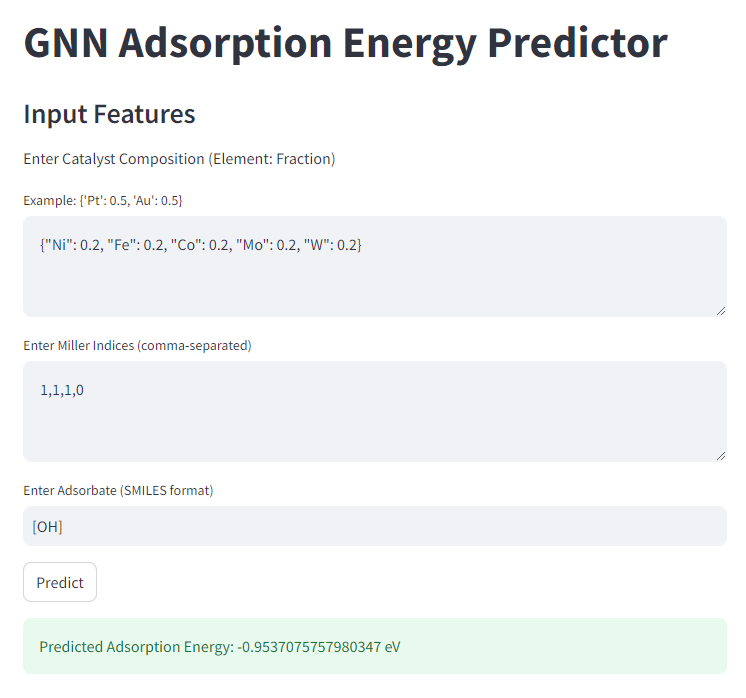 GNN Adsorption Energy Predictor
Input Features
Enter Catalyst Composition (Element: Fraction)
Example: {'Pt': 0.5, 'Au': 0.5}
{"Ni": 0.2, "Fe": 0.2, "Co": 0.2, "Mo": 0.2, "W": 0.2}
Enter Miller Indices (comma-separated)
1,1,1,0
Enter Adsorbate (SMILES format)
[OH]
Predict
Predicted Adsorption Energy: -0.9537075757980347 eV